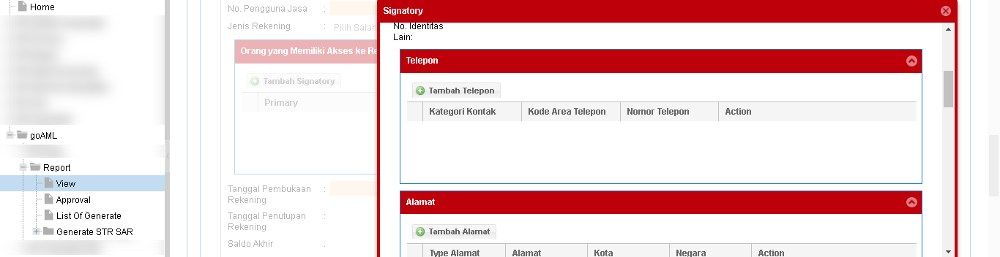 Home
goAML
Report
View
Approval
List Of Generate
Generate STR SAR
No. Pengguna Jasa :
Jenis Rekening : Pilih Salah
Orang yang Memiliki Akses ke Re
Tambah Signatory
Primary
Tanggal Pembukaan :
Rekening
Tanggal Penutupan :
Rekening
Saldo Akhir :
Signatory
No. Identitas
Lain:
Telepon
Tambah Telepon
Kategori Kontak Kode Area Telepon Nomor Telepon Action
Alamat
Tambah Alamat
Type Alamat Alamat Kota Negara Action